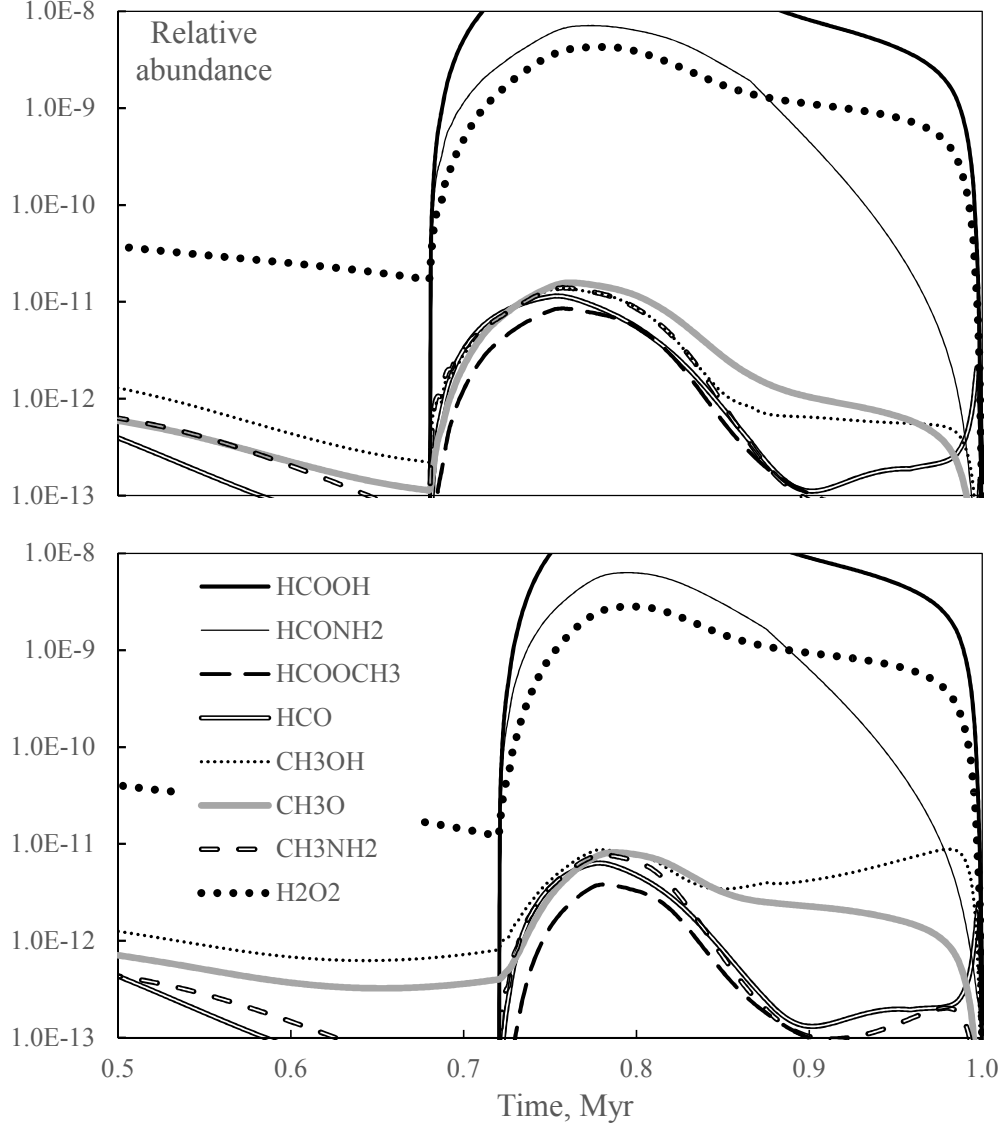 1.0E-8
Relative
abundance
1.0E-9
1.0E-10
1.0E-11
1.0E-12
1.0E-13
1.0E-8
HCOOH
HCONH2
1.0E-9
HCOOCH3
HCO
1.0E-10
CH3OH
CH3O
1.0E-11
CH3NH2
H2O2
1.0E-12
1.0E-13
0.5 0.6 0.7 0.8 0.9 1.0
Time, Myr